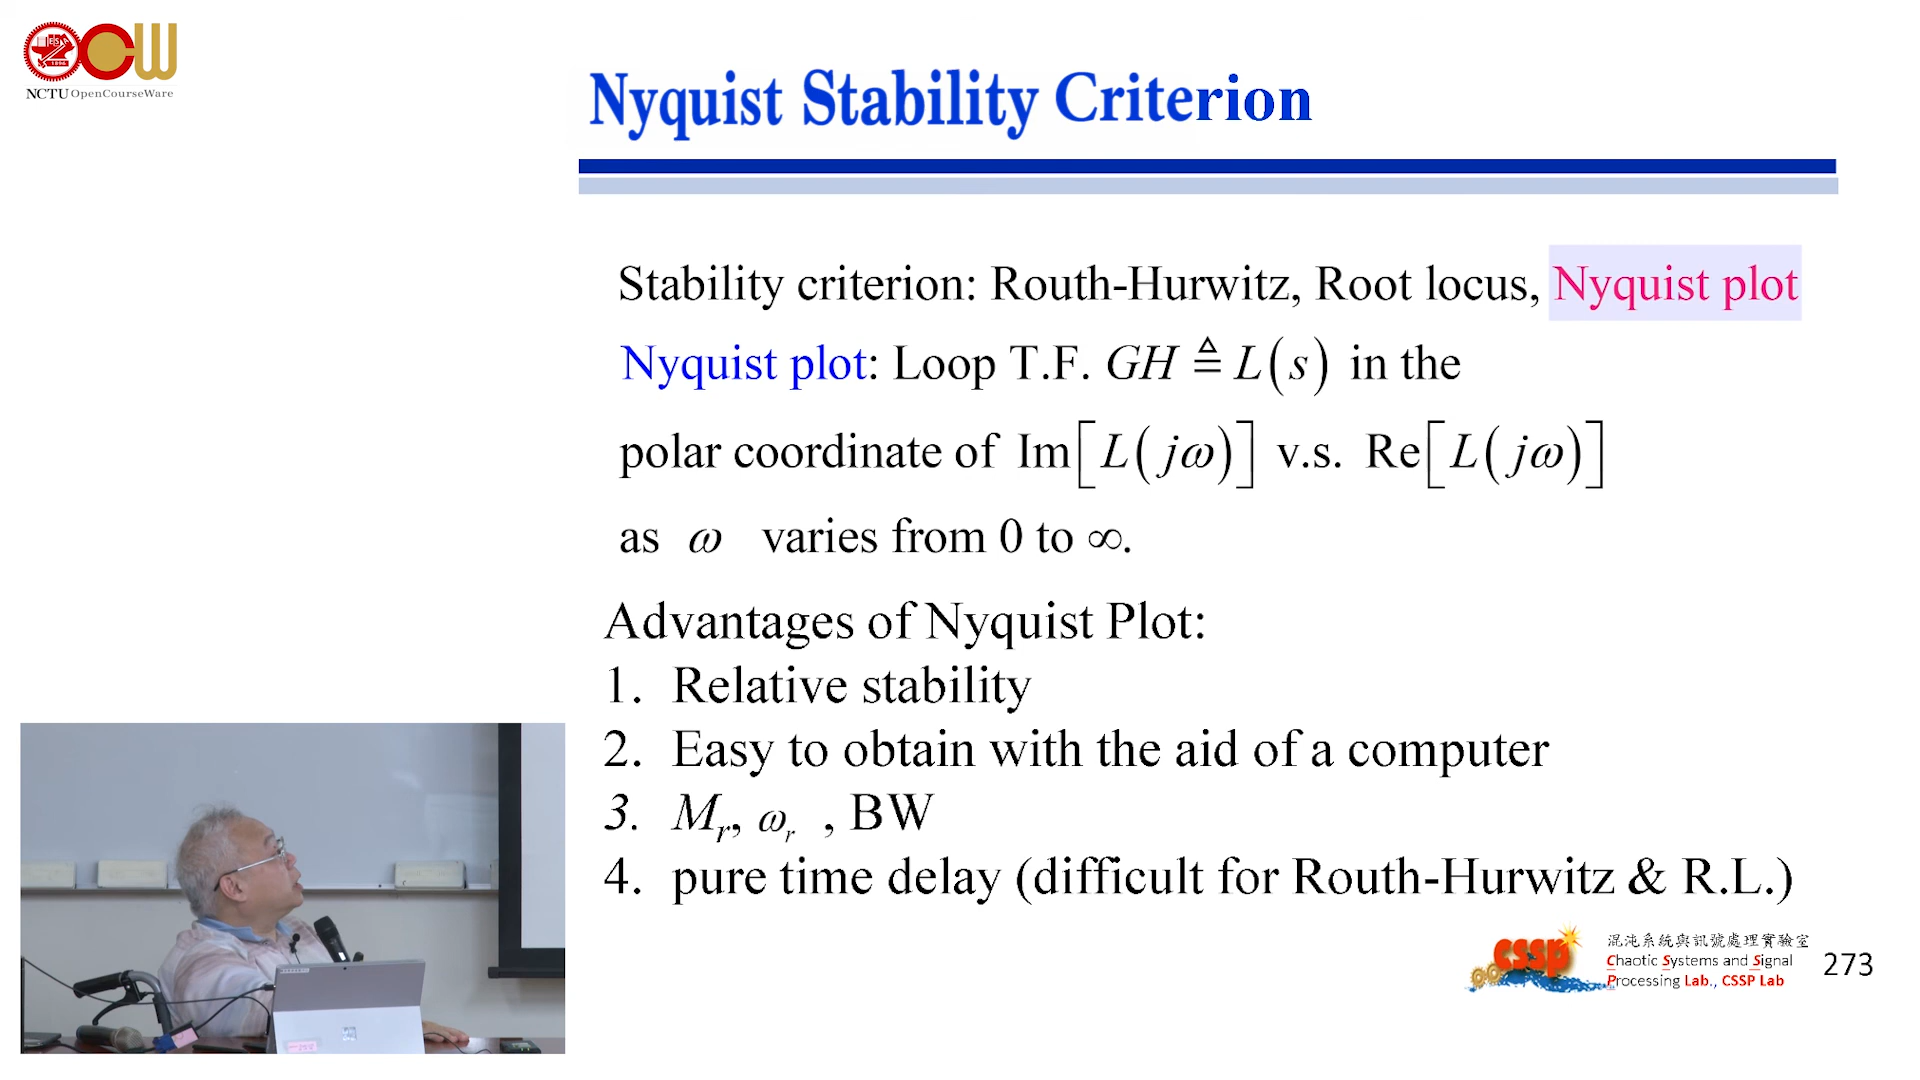 NCTU OpenCourseWare
Nyquist Stability Criterion
Stability criterion: Routh-Hurwitz, Root locus, Nyquist plot
Nyquist plot: Loop T.F. GH ≜ L(s) in the
polar coordinate of Im[L(jω)] v.s. Re[L(jω)]
as ω varies from 0 to ∞.
Advantages of Nyquist Plot:
1. Relative stability
2. Easy to obtain with the aid of a computer
3. Mr, ωr , BW
4. pure time delay (difficult for Routh-Hurwitz & R.L.)
cssp
混沌系統與訊號處理實驗室
Chaotic Systems and Signal
Processing Lab., CSSP Lab
273